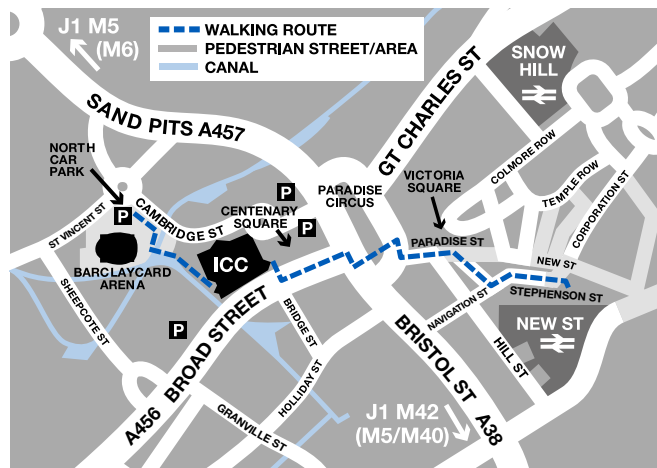 J1 M5
(M6)
WALKING ROUTE
PEDESTRIAN STREET/AREA
CANAL
SNOW
HILL
GT CHARLES ST
SAND PITS A457
NORTH
CAR
PARK
COLMORE ROW
TEMPLE ROW
CORPORATION ST
VICTORIA
SQUARE
PARADISE
CIRCUS
P
P
P
ST VINCENT ST
CAMBRIDGE ST
CENTENARY
SQUARE
PARADISE ST
BARCLAYCARD
ARENA
ICC
NEW ST
STEPHENSON ST
SHEEPCOTE ST
P
BROAD STREET
A456
BRIDGE ST
HOLLIDAY ST
GRANVILLE ST
NAVIGATION ST
HILL ST
NEW ST
BRISTOL ST
A38
J1 M42
(M5/M40)